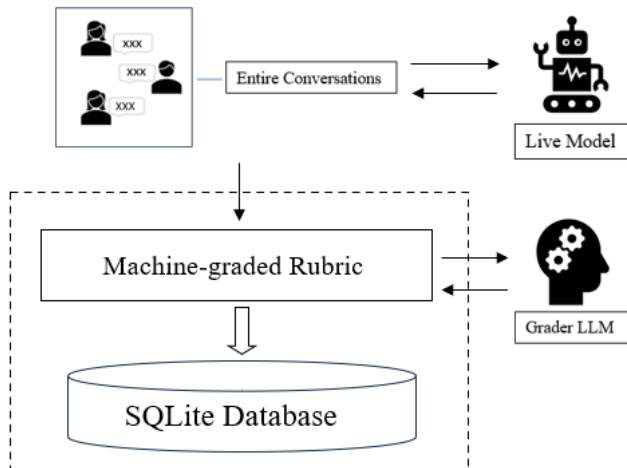 xxx
xxx
xxx
Entire Conversations
Live Model
Machine-graded Rubric
Grader LLM
SQLite Database